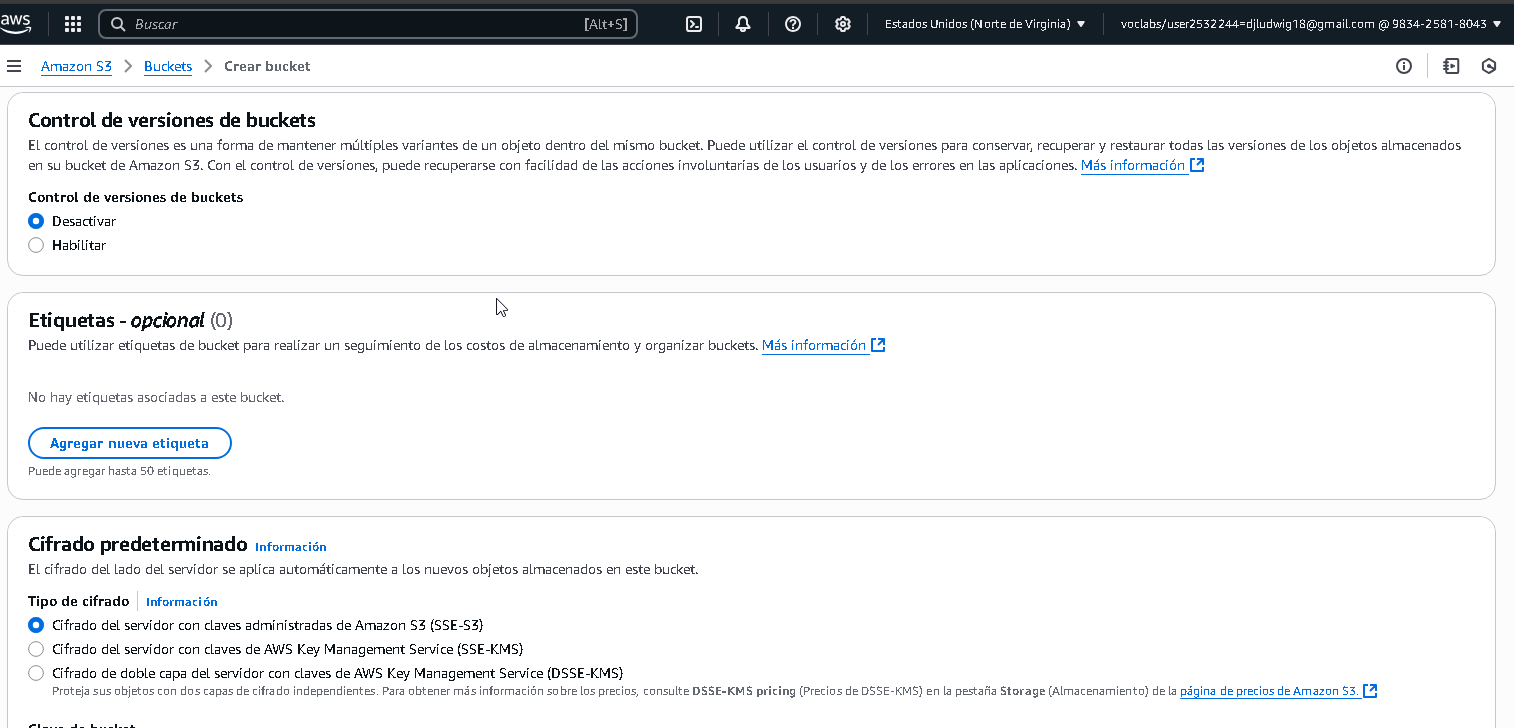 aws
Buscar [Alt+S] Estados Unidos (Norte de Virginia) voclabs/user2532244=djludwig18@gmail.com @ 9834-2581-8043
Amazon S3 Buckets Crear bucket
Control de versiones de buckets
El control de versiones es una forma de mantener múltiples variantes de un objeto dentro del mismo bucket. Puede utilizar el control de versiones para conservar, recuperar y restaurar todas las versiones de los objetos almacenados
en su bucket de Amazon S3. Con el control de versiones, puede recuperarse con facilidad de las acciones involuntarias de los usuarios y de los errores en las aplicaciones. Más información
Control de versiones de buckets
Desactivar
Habilitar
Etiquetas - opcional (0)
Puede utilizar etiquetas de bucket para realizar un seguimiento de los costos de almacenamiento y organizar buckets. Más información
No hay etiquetas asociadas a este bucket.
Agregar nueva etiqueta
Puede agregar hasta 50 etiquetas.
Cifrado predeterminado Información
El cifrado del lado del servidor se aplica automáticamente a los nuevos objetos almacenados en este bucket.
Tipo de cifrado Información
Cifrado del servidor con claves administradas de Amazon S3 (SSE-S3)
Cifrado del servidor con claves de AWS Key Management Service (SSE-KMS)
Cifrado de doble capa del servidor con claves de AWS Key Management Service (DSSE-KMS)
Proteja sus objetos con dos capas de cifrado independientes. Para obtener más información sobre los precios, consulte DSSE-KMS pricing (Precios de DSSE-KMS) en la pestaña Storage (Almacenamiento) de la página de precios de Amazon S3.
Clave de bucket